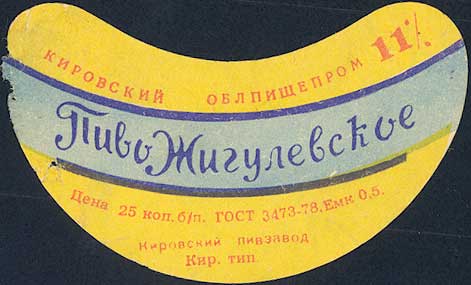 КИРОВСКИЙ ОБЛПИЩЕПРОМ 11%
Пиво Жигулевское
Цена 25 коп. б/п. ГОСТ 3473-78. Емк 0,5.
Кировский пивзавод
Кир. тип.